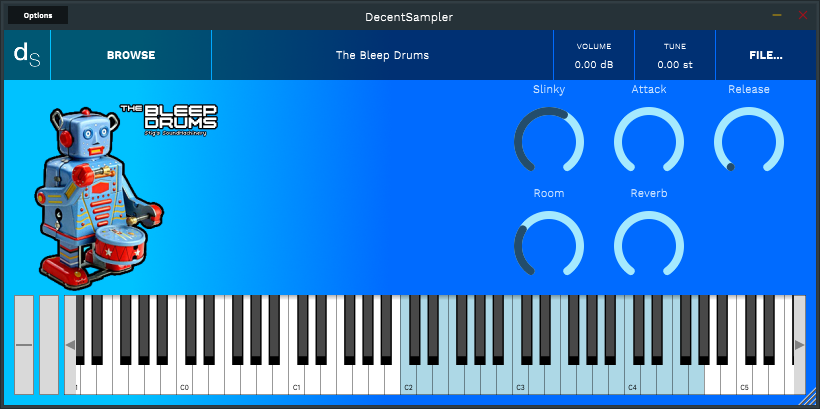 Options
DecentSampler
dS
BROWSE
The Bleep Drums
VOLUME
0.00 dB
TUNE
0.00 st
FILE...
Slinky
Attack
Release
THE BLEEP
DRUMS
Room
Reverb
C0
C1
C2
C3
C4
C5